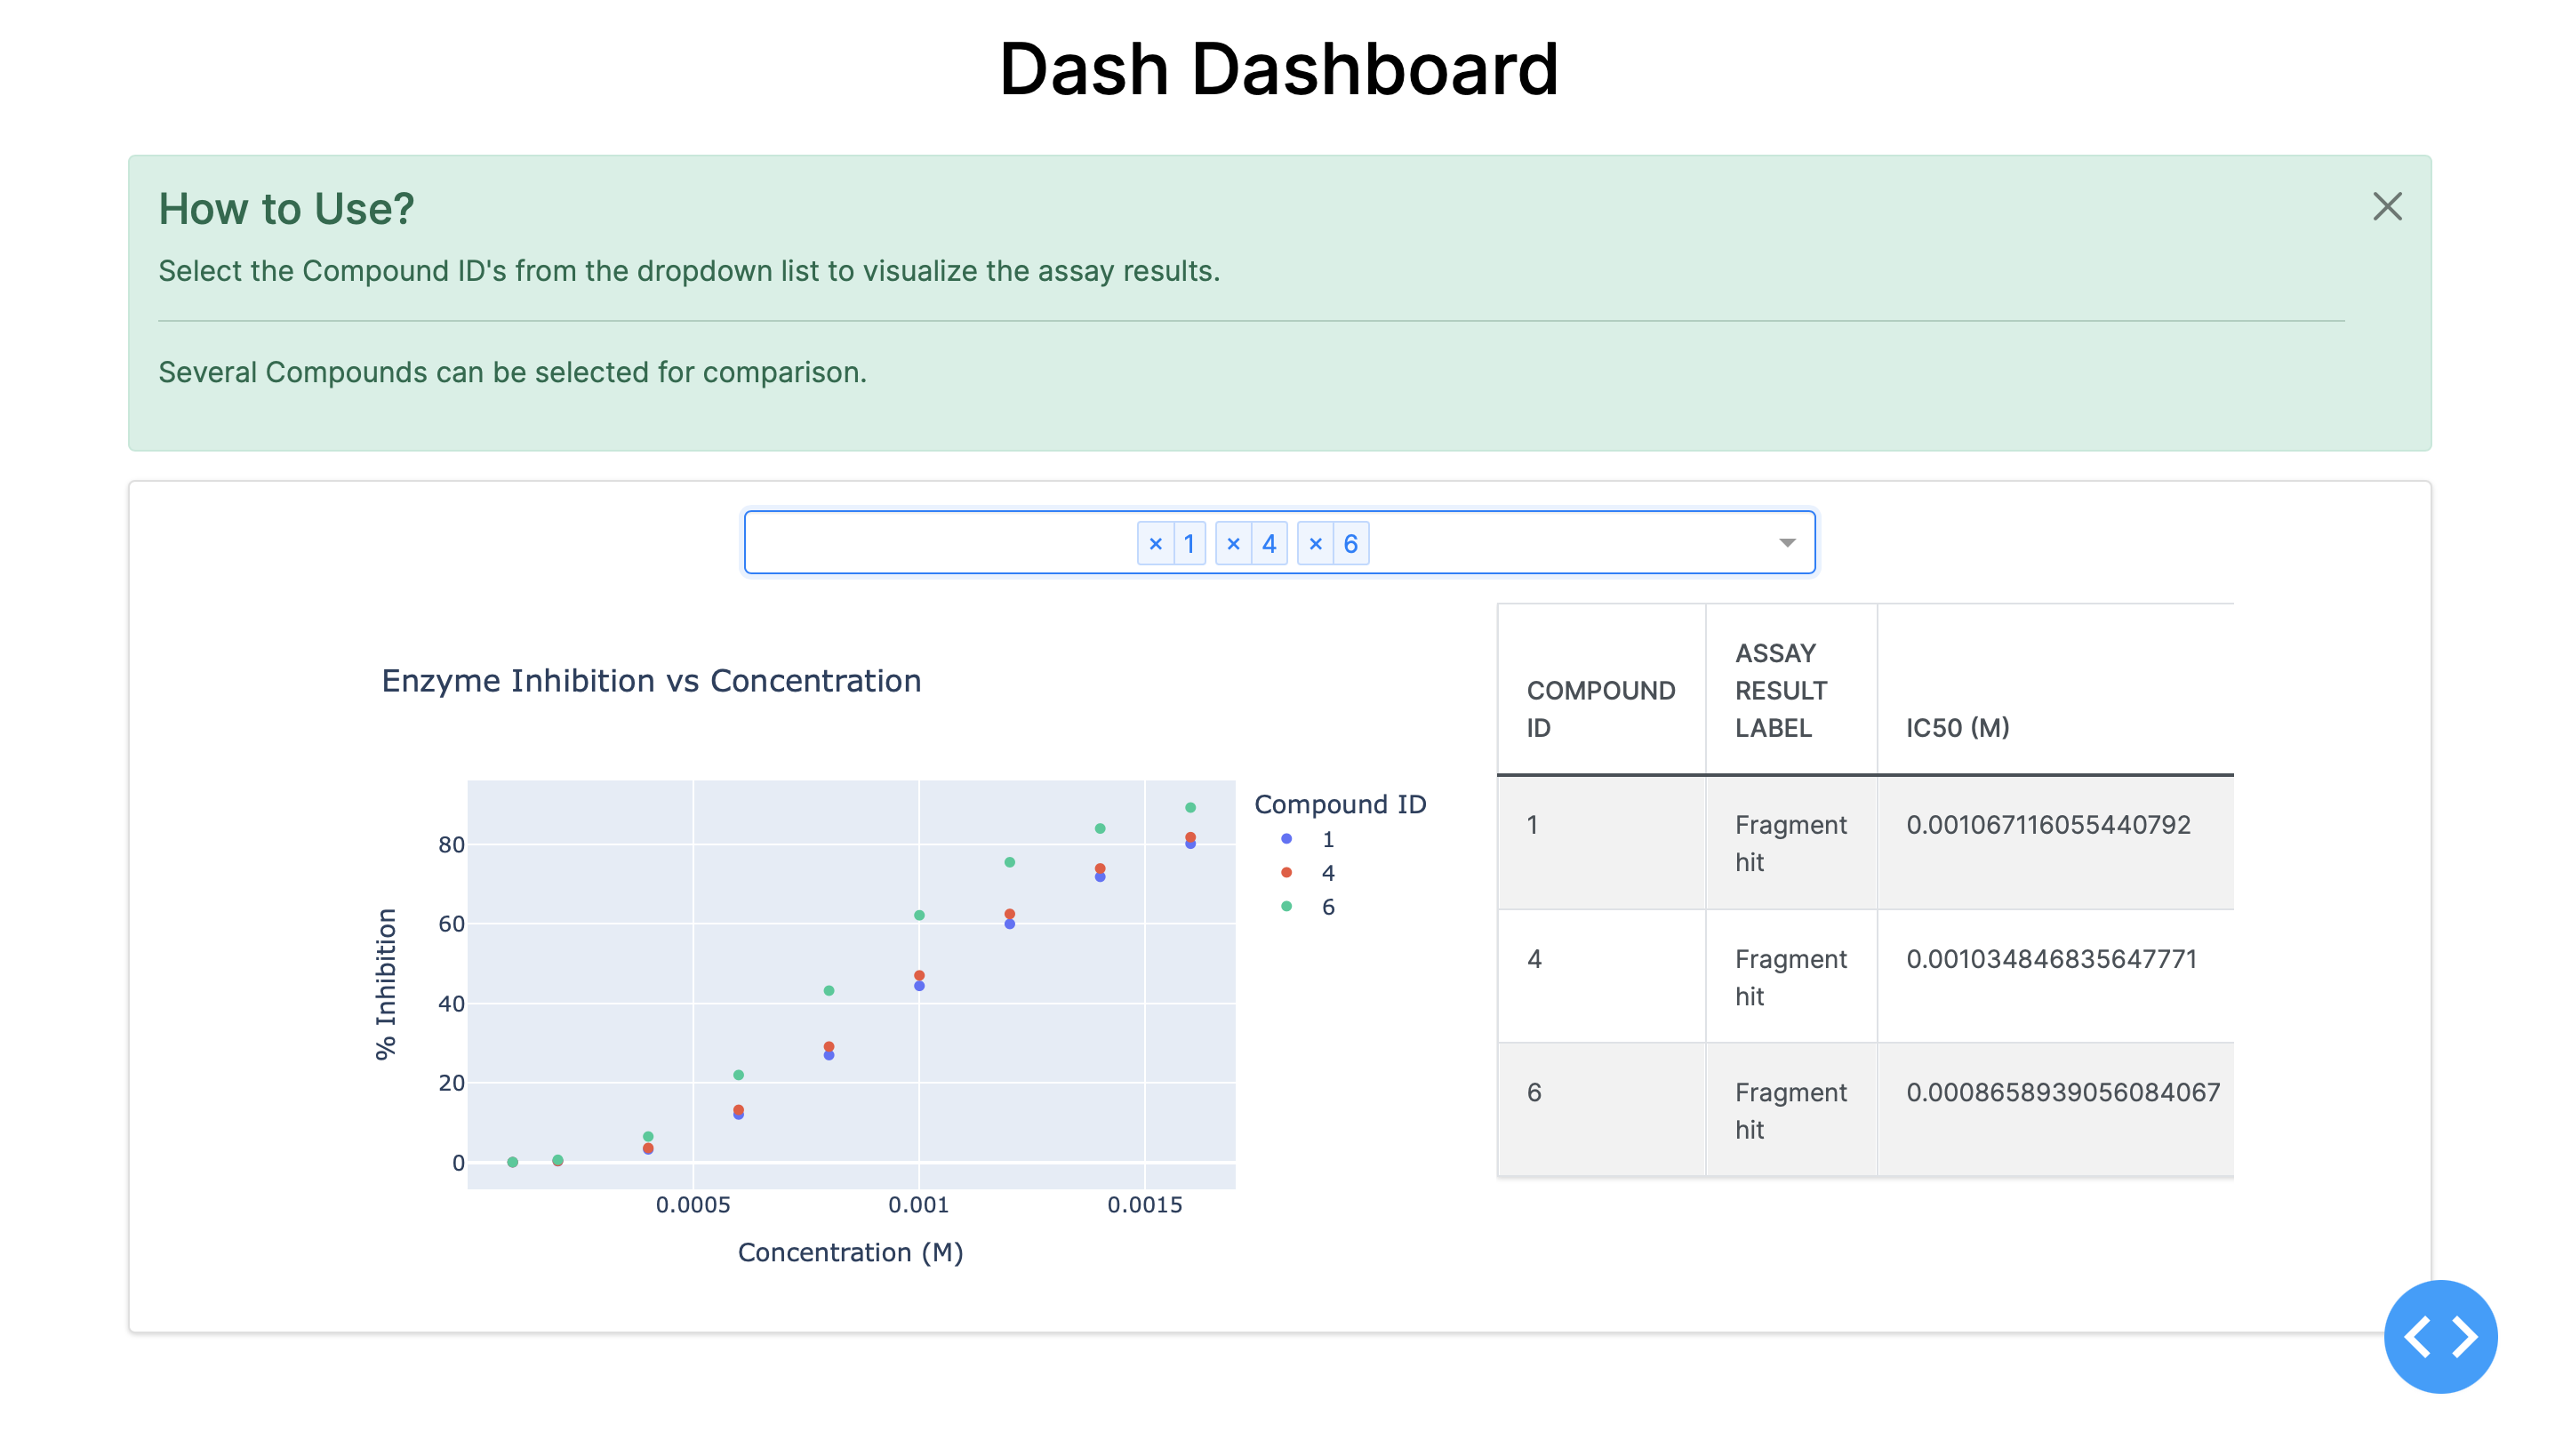 Dash Dashboard
How to Use?
Select the Compound ID's from the dropdown list to visualize the assay results.
Several Compounds can be selected for comparison.
× 1 × 4 × 6
Enzyme Inhibition vs Concentration
% Inhibition
80
60
40
20
0
0.0005 0.001 0.0015
Concentration (M)
Compound ID
1
4
6
COMPOUND
ID
ASSAY
RESULT
LABEL
IC50 (M)
1
Fragment
hit
0.001067116055440792
4
Fragment
hit
0.001034846835647771
6
Fragment
hit
0.0008658939056084067